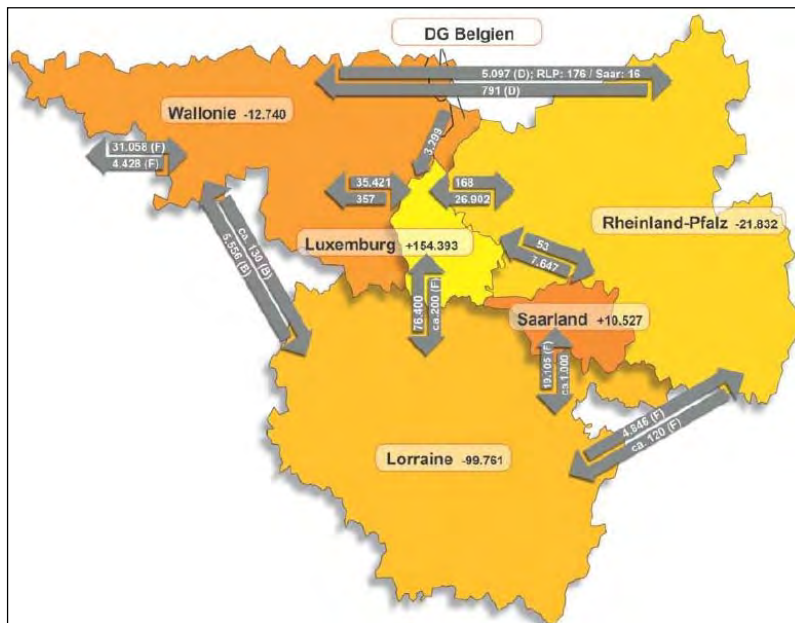 DG Belgien
5.097 (D); RLP: 176 / Saar: 16
791 (D)
Wallonie -12.740
31.058 (F)
4.428 (F)
3.299
35.421
357
168
26.902
Rheinland-Pfalz -21.832
ca. 130 (B)
5.556 (B)
Luxemburg +154.393
53
7.647
76.400
ca.200 (F)
Saarland +10.527
19.105 (F)
ca.1.000
4.846 (F)
ca. 120 (F)
Lorraine -99.761